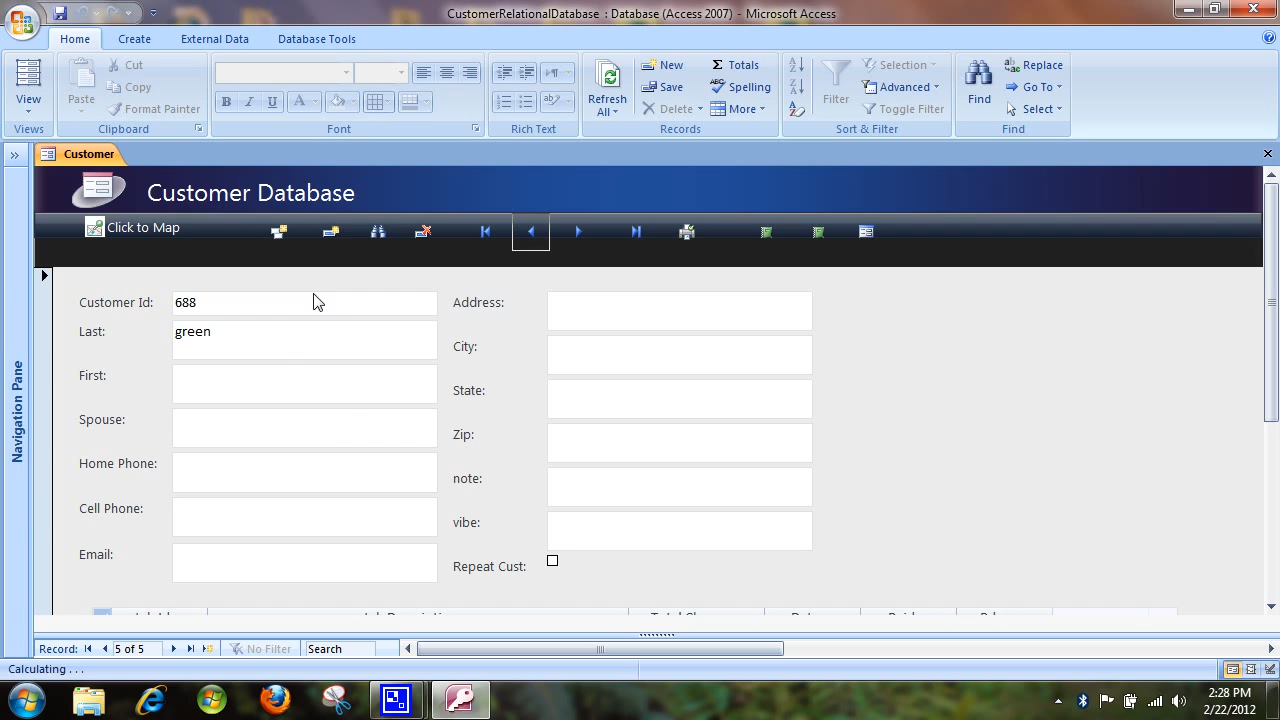 CustomerRelationalDatabase : Database (Access 2007) - Microsoft Access
Home Create External Data Database Tools
View
Views
Paste
Cut
Copy
Format Painter
Clipboard
B I U A
Font
Rich Text
Refresh All
New
Save
Delete
Totals
Spelling
More
Records
Filter
Selection
Advanced
Toggle Filter
Sort & Filter
Find
Replace
Go To
Select
Find
Customer
Customer Database
Click to Map
Navigation Pane
Customer Id: 688
Last: green
First:
Spouse:
Home Phone:
Cell Phone:
Email:
Address:
City:
State:
Zip:
note:
vibe:
Repeat Cust:
Record: 5 of 5 No Filter Search
Calculating . . .
2:28 PM
2/22/2012